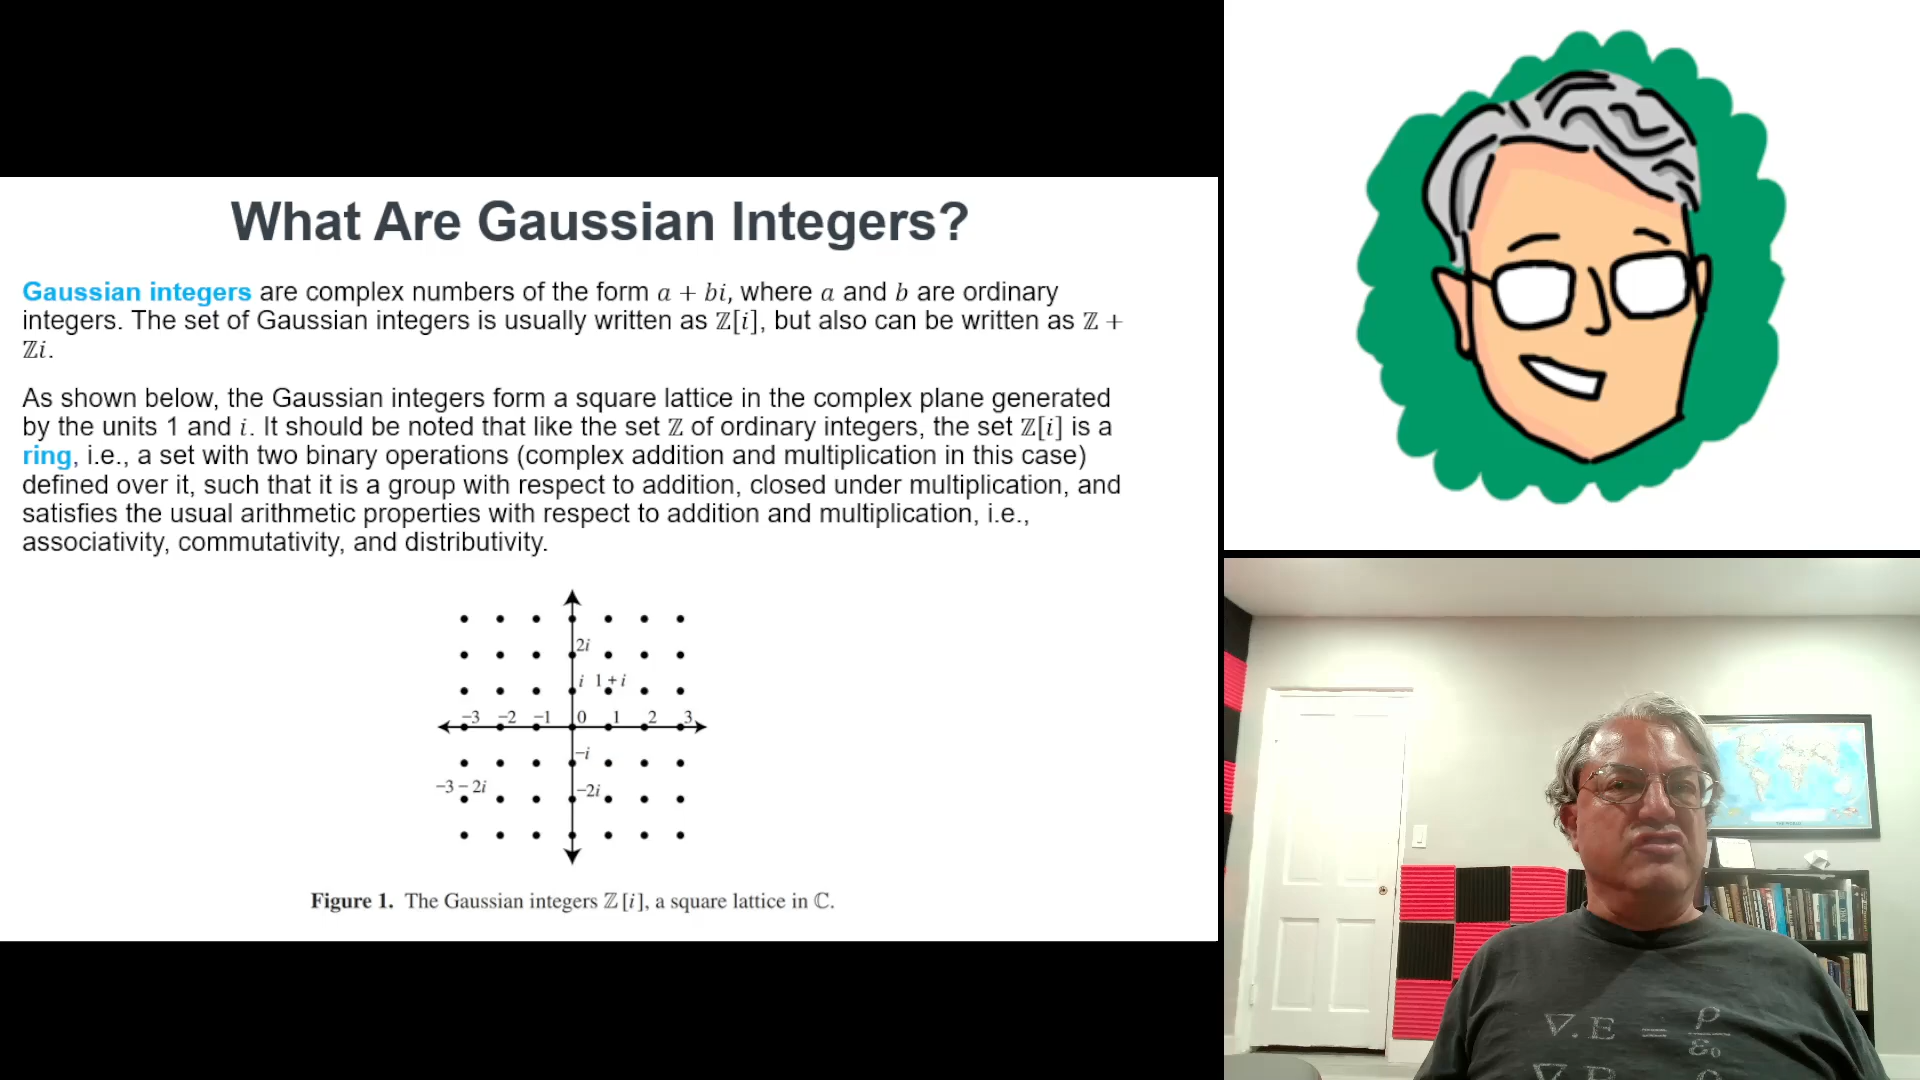 What Are Gaussian Integers?
Gaussian integers are complex numbers of the form a + bi, where a and b are ordinary
integers. The set of Gaussian integers is usually written as ℤ[i], but also can be written as ℤ +
ℤi.
As shown below, the Gaussian integers form a square lattice in the complex plane generated
by the units 1 and i. It should be noted that like the set ℤ of ordinary integers, the set ℤ[i] is a
ring, i.e., a set with two binary operations (complex addition and multiplication in this case)
defined over it, such that it is a group with respect to addition, closed under multiplication, and
satisfies the usual arithmetic properties with respect to addition and multiplication, i.e.,
associativity, commutativity, and distributivity.
2i
i 1+i
−3 −2 −1 0 1 2 3
−i
−3−2i −2i
Figure 1. The Gaussian integers ℤ[i], a square lattice in ℂ.
THE WORLD
∇.E = ρ/ε₀